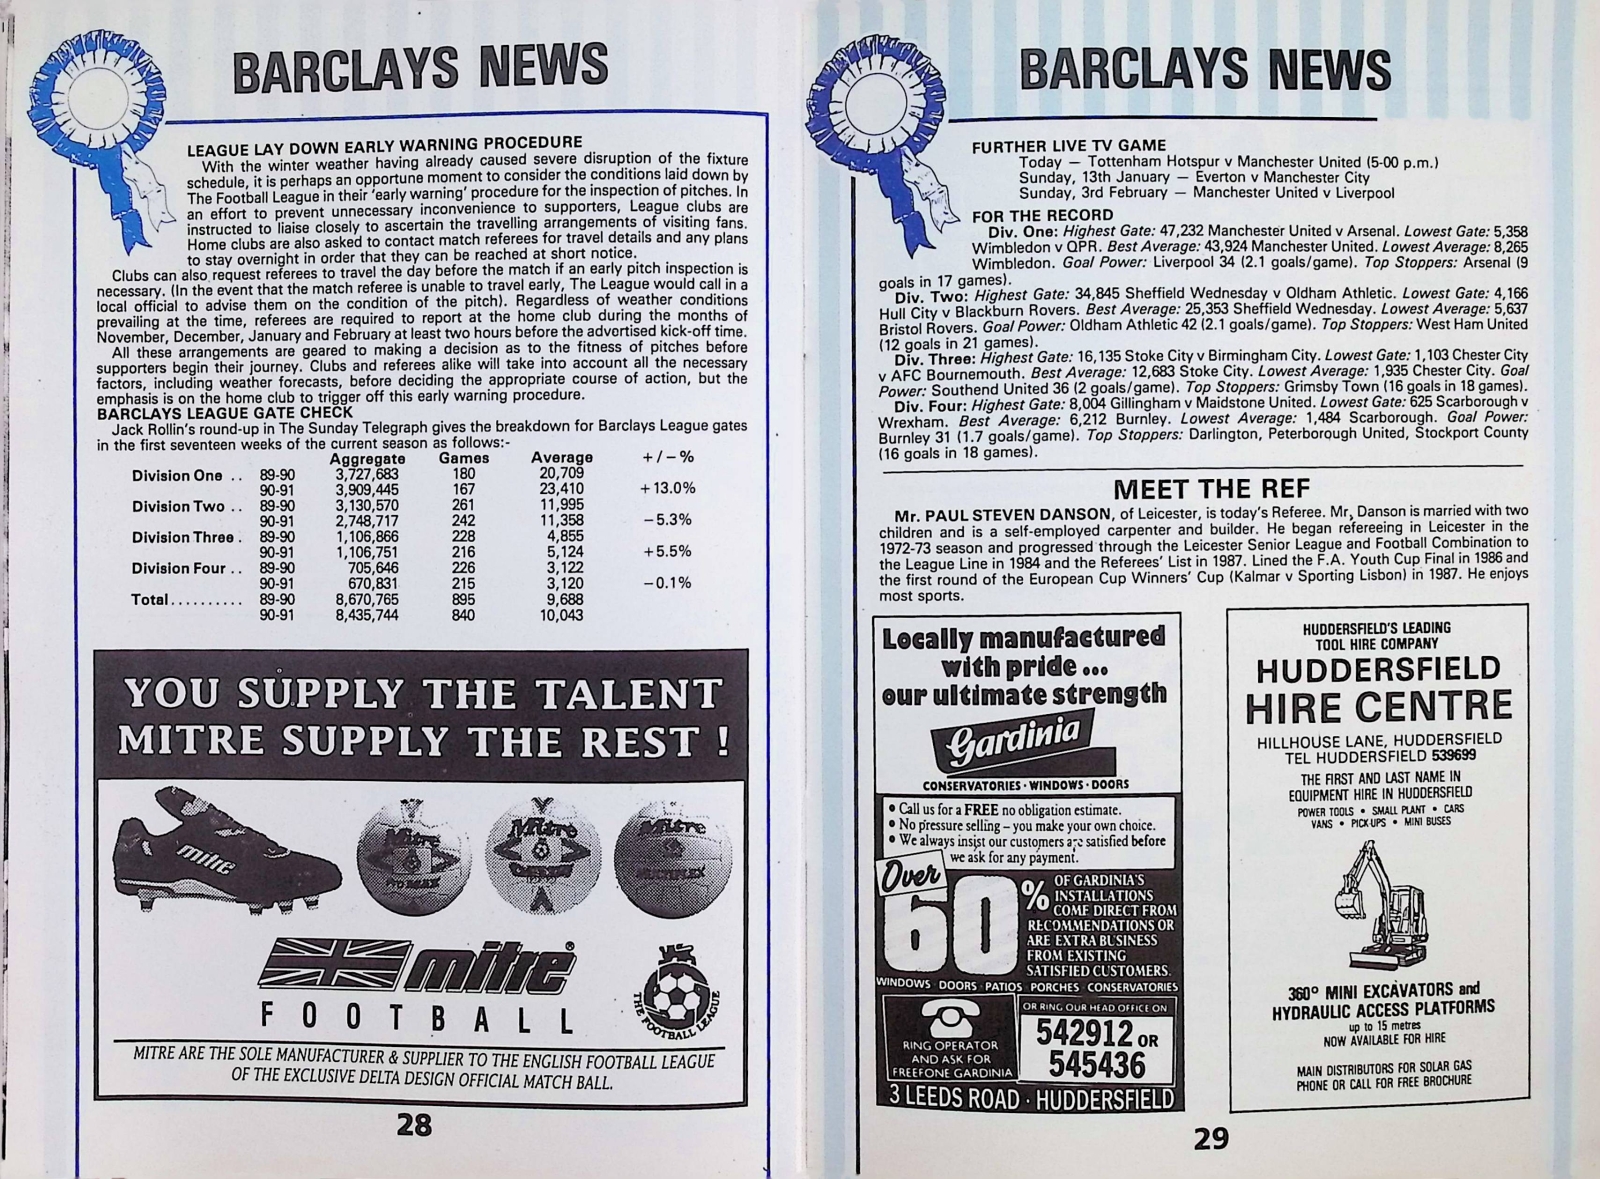 BARCLAYS NEWS
LEAGUE LAY DOWN EARLY WARNING PROCEDURE
With the winter weather having already caused severe disruption of the fixture
schedule, it is perhaps an opportune moment to consider the conditions laid down by
The Football League in their 'early warning' procedure for the inspection of pitches. In
an effort to prevent unnecessary inconvenience to supporters, League clubs are
instructed to liaise closely to ascertain the travelling arrangements of visiting fans.
Home clubs are also asked to contact match referees for travel details and any plans
to stay overnight in order that they can be reached at short notice.
Clubs can also request referees to travel the day before the match if an early pitch inspection is
necessary. (In the event that the match referee is unable to travel early, The League would call in a
local official to advise them on the condition of the pitch). Regardless of weather conditions
prevailing at the time, referees are required to report at the home club during the months of
November, December, January and February at least two hours before the advertised kick-off time.
All these arrangements are geared to making a decision as to the fitness of pitches before
supporters begin their journey. Clubs and referees alike will take into account all the necessary
factors, including weather forecasts, before deciding the appropriate course of action, but the
emphasis is on the home club to trigger off this early warning procedure.
BARCLAYS LEAGUE GATE CHECK
Jack Rollin's round-up in The Sunday Telegraph gives the breakdown for Barclays League gates
in the first seventeen weeks of the current season as follows:-
Aggregate Games Average +/-%
Division One .. 89-90 3,727,683 180 20,709
90-91 3,909,445 167 23,410 +13.0%
Division Two .. 89-90 3,130,570 261 11,995
90-91 2,748,717 242 11,358 -5.3%
Division Three . 89-90 1,106,866 228 4,855
90-91 1,106,751 216 5,124 +5.5%
Division Four .. 89-90 705,646 226 3,122
90-91 670,831 215 3,120 -0.1%
Total.......... 89-90 8,670,765 895 9,688
90-91 8,435,744 840 10,043
YOU SUPPLY THE TALENT
MITRE SUPPLY THE REST !
mitre
Mitre
PRO MAX
Mitre
Mitre
MULTIPLEX
mitre®
FOOTBALL
THE FOOTBALL LEAGUE
MITRE ARE THE SOLE MANUFACTURER & SUPPLIER TO THE ENGLISH FOOTBALL LEAGUE
OF THE EXCLUSIVE DELTA DESIGN OFFICIAL MATCH BALL.
28
BARCLAYS NEWS
FURTHER LIVE TV GAME
Today — Tottenham Hotspur v Manchester United (5-00 p.m.)
Sunday, 13th January — Everton v Manchester City
Sunday, 3rd February — Manchester United v Liverpool
FOR THE RECORD
Div. One: Highest Gate: 47,232 Manchester United v Arsenal. Lowest Gate: 5,358
Wimbledon v QPR. Best Average: 43,924 Manchester United. Lowest Average: 8,265
Wimbledon. Goal Power: Liverpool 34 (2.1 goals/game). Top Stoppers: Arsenal (9
goals in 17 games).
Div. Two: Highest Gate: 34,845 Sheffield Wednesday v Oldham Athletic. Lowest Gate: 4,166
Hull City v Blackburn Rovers. Best Average: 25,353 Sheffield Wednesday. Lowest Average: 5,637
Bristol Rovers. Goal Power: Oldham Athletic 42 (2.1 goals/game). Top Stoppers: West Ham United
(12 goals in 21 games).
Div. Three: Highest Gate: 16,135 Stoke City v Birmingham City. Lowest Gate: 1,103 Chester City
v AFC Bournemouth. Best Average: 12,683 Stoke City. Lowest Average: 1,935 Chester City. Goal
Power: Southend United 36 (2 goals/game). Top Stoppers: Grimsby Town (16 goals in 18 games).
Div. Four: Highest Gate: 8,004 Gillingham v Maidstone United. Lowest Gate: 625 Scarborough v
Wrexham. Best Average: 6,212 Burnley. Lowest Average: 1,484 Scarborough. Goal Power:
Burnley 31 (1.7 goals/game). Top Stoppers: Darlington, Peterborough United, Stockport County
(16 goals in 18 games).
MEET THE REF
Mr. PAUL STEVEN DANSON, of Leicester, is today's Referee. Mr. Danson is married with two
children and is a self-employed carpenter and builder. He began refereeing in Leicester in the
1972-73 season and progressed through the Leicester Senior League and Football Combination to
the League Line in 1984 and the Referees' List in 1987. Lined the F.A. Youth Cup Final in 1986 and
the first round of the European Cup Winners' Cup (Kalmar v Sporting Lisbon) in 1987. He enjoys
most sports.
Locally manufactured
with pride ...
our ultimate strength
Gardinia
CONSERVATORIES · WINDOWS · DOORS
• Call us for a FREE no obligation estimate.
• No pressure selling – you make your own choice.
• We always insist our customers are satisfied before
we ask for any payment.
Over
60%
OF GARDINIA'S
INSTALLATIONS
COME DIRECT FROM
RECOMMENDATIONS OR
ARE EXTRA BUSINESS
FROM EXISTING
SATISFIED CUSTOMERS.
WINDOWS DOORS PATIOS PORCHES CONSERVATORIES
RING OPERATOR
AND ASK FOR
FREEFONE GARDINIA
OR RING OUR HEAD OFFICE ON
542912 OR
545436
3 LEEDS ROAD · HUDDERSFIELD
HUDDERSFIELD'S LEADING
TOOL HIRE COMPANY
HUDDERSFIELD
HIRE CENTRE
HILLHOUSE LANE, HUDDERSFIELD
TEL HUDDERSFIELD 539699
THE FIRST AND LAST NAME IN
EQUIPMENT HIRE IN HUDDERSFIELD
POWER TOOLS • SMALL PLANT • CARS
VANS • PICK-UPS • MINI BUSES
360° MINI EXCAVATORS and
HYDRAULIC ACCESS PLATFORMS
up to 15 metres
NOW AVAILABLE FOR HIRE
MAIN DISTRIBUTORS FOR SOLAR GAS
PHONE OR CALL FOR FREE BROCHURE
29